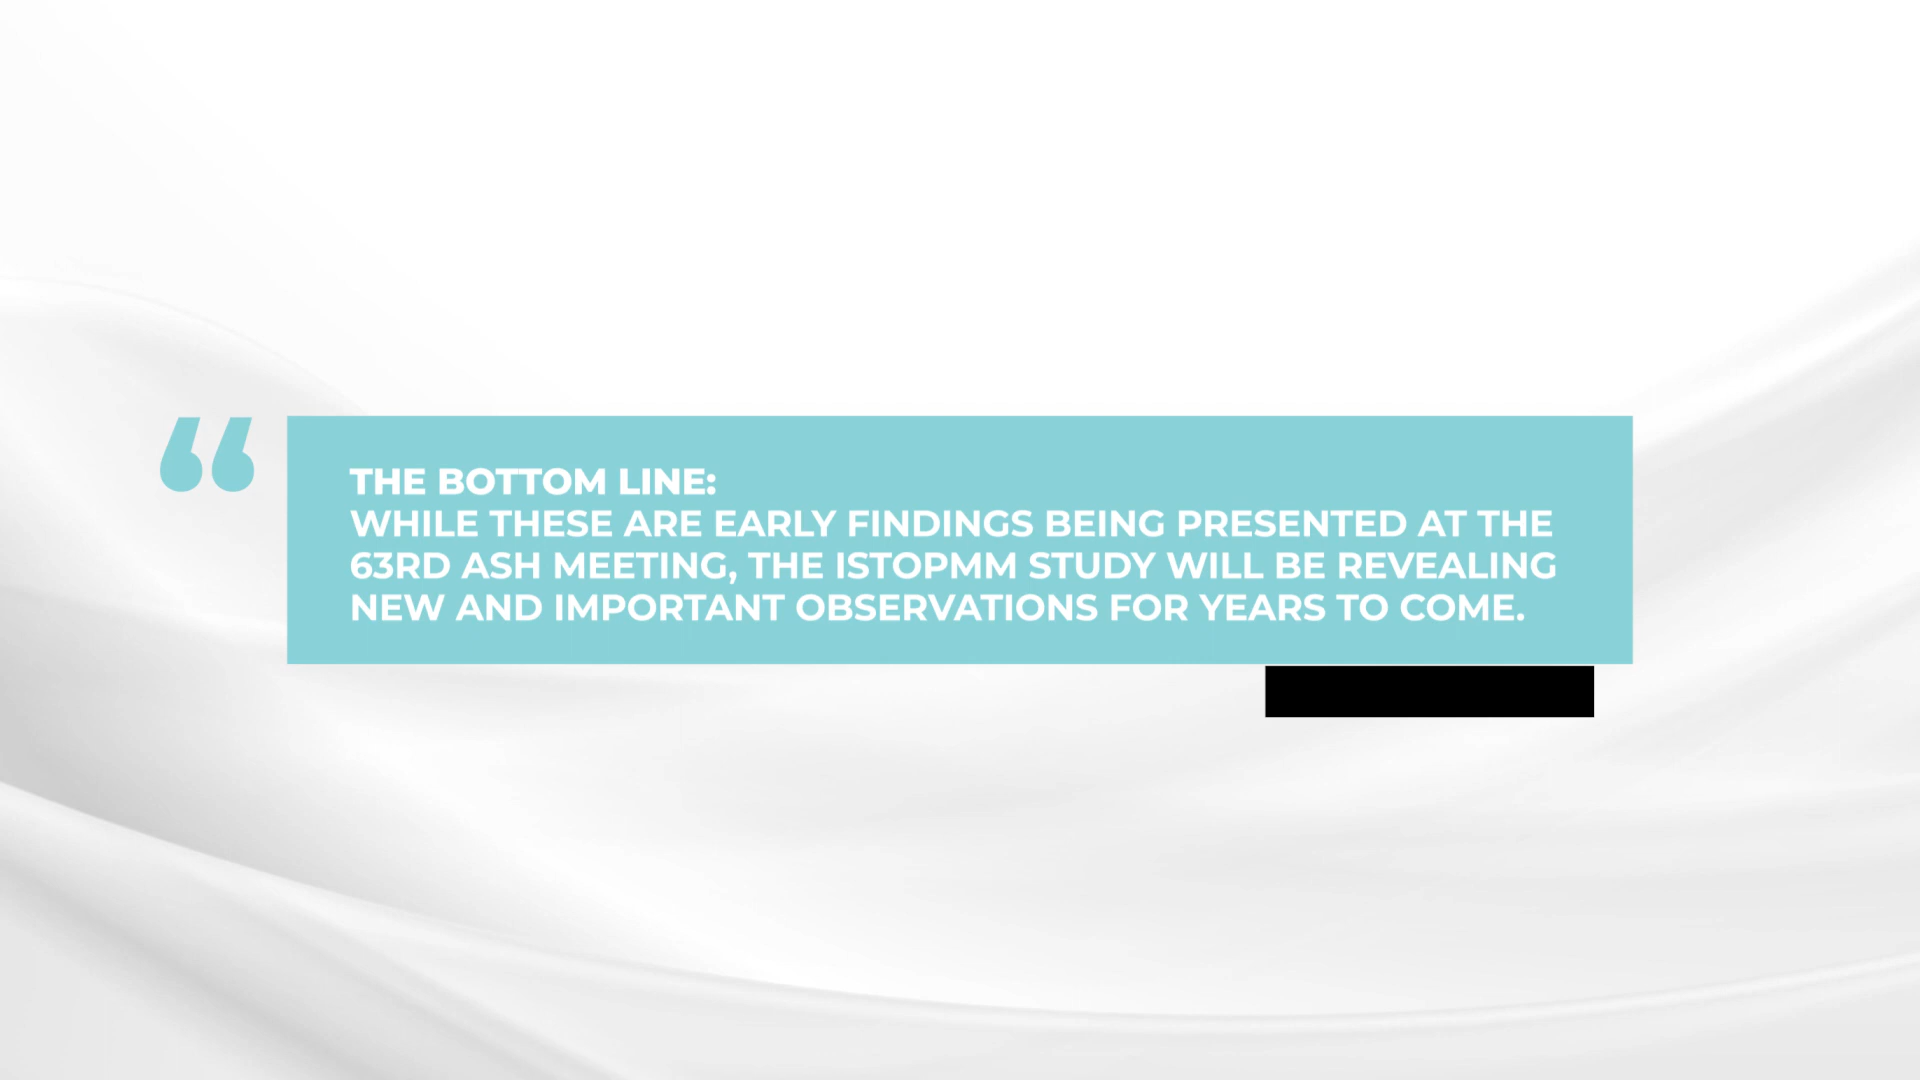 “
THE BOTTOM LINE:
WHILE THESE ARE EARLY FINDINGS BEING PRESENTED AT THE
63RD ASH MEETING, THE ISTOPMM STUDY WILL BE REVEALING
NEW AND IMPORTANT OBSERVATIONS FOR YEARS TO COME.